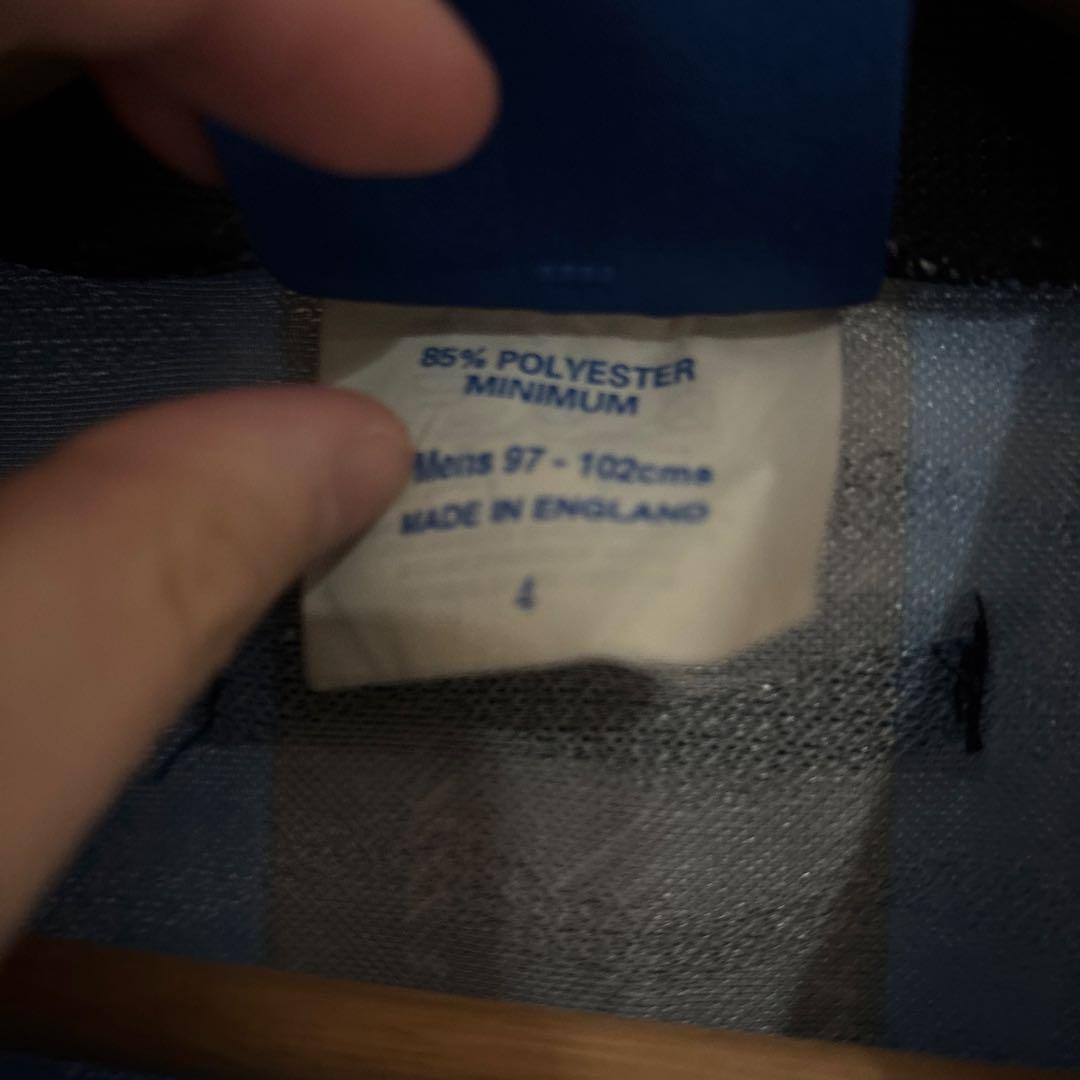 85% POLYESTER
MINIMUM
Mens 97 - 102cms
MADE IN ENGLAND
4